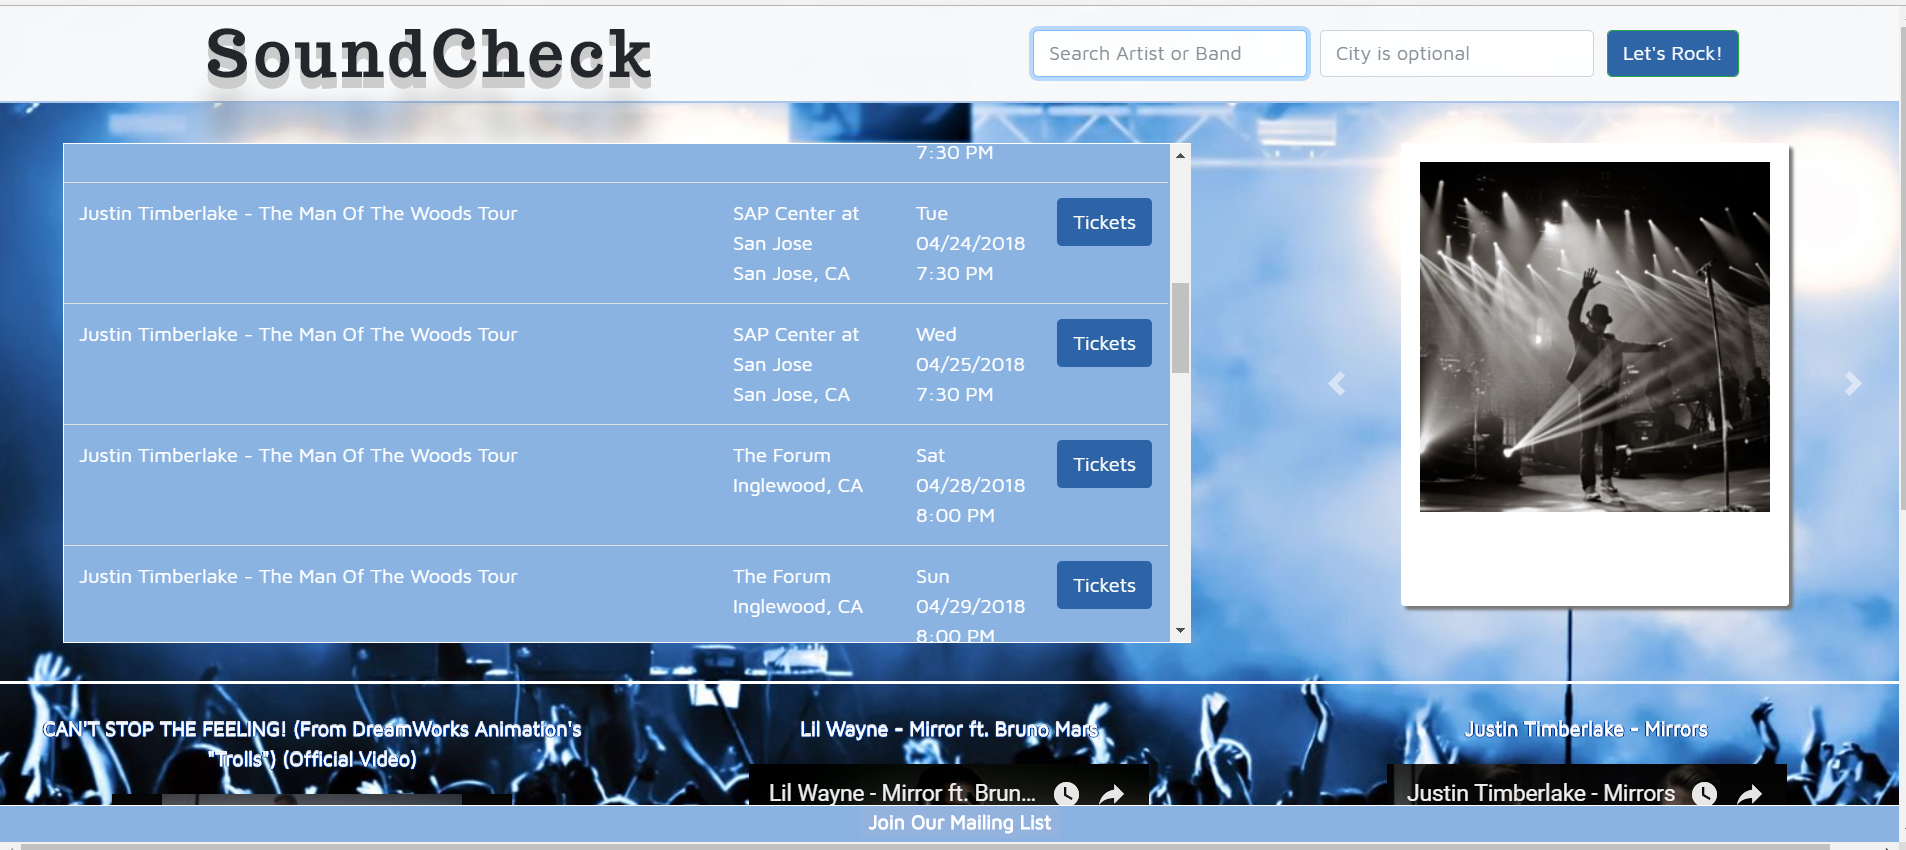 SoundCheck
Search Artist or Band
City is optional
Let's Rock!
7:30 PM
Justin Timberlake - The Man Of The Woods Tour
SAP Center at
San Jose
San Jose, CA
Tue
04/24/2018
7:30 PM
Tickets
Justin Timberlake - The Man Of The Woods Tour
SAP Center at
San Jose
San Jose, CA
Wed
04/25/2018
7:30 PM
Tickets
Justin Timberlake - The Man Of The Woods Tour
The Forum
Inglewood, CA
Sat
04/28/2018
8:00 PM
Tickets
Justin Timberlake - The Man Of The Woods Tour
The Forum
Inglewood, CA
Sun
04/29/2018
8:00 PM
Tickets
CAN'T STOP THE FEELING! (From DreamWorks Animation's
"Trolls") (Official Video)
Lil Wayne - Mirror ft. Bruno Mars
Lil Wayne - Mirror ft. Brun...
Justin Timberlake - Mirrors
Justin Timberlake - Mirrors
Join Our Mailing List